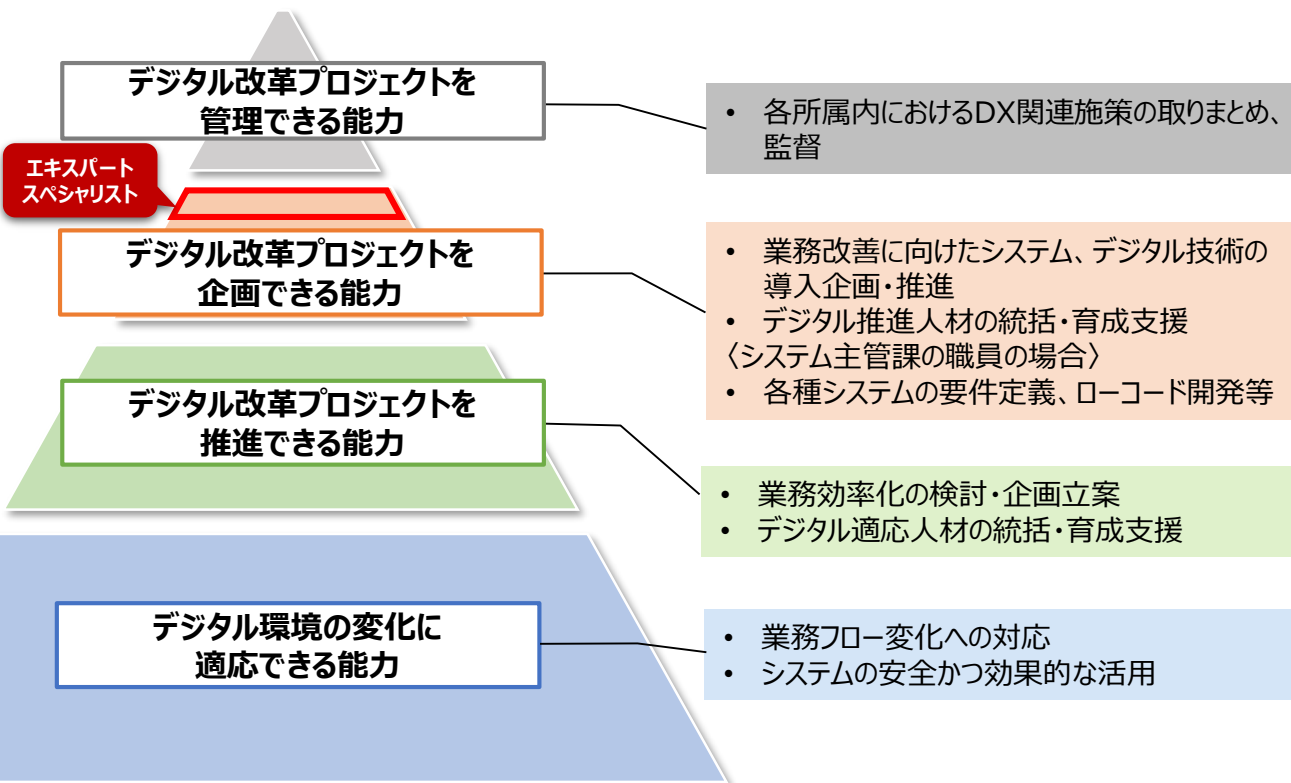 デジタル改革プロジェクトを
管理できる能力
• 各所属内におけるDX関連施策の取りまとめ、
監督
エキスパート
スペシャリスト
デジタル改革プロジェクトを
企画できる能力
• 業務改善に向けたシステム、デジタル技術の
導入企画・推進
• デジタル推進人材の統括・育成支援
〈システム主管課の職員の場合〉
• 各種システムの要件定義、ローコード開発等
デジタル改革プロジェクトを
推進できる能力
• 業務効率化の検討・企画立案
• デジタル適応人材の統括・育成支援
デジタル環境の変化に
適応できる能力
• 業務フロー変化への対応
• システムの安全かつ効果的な活用